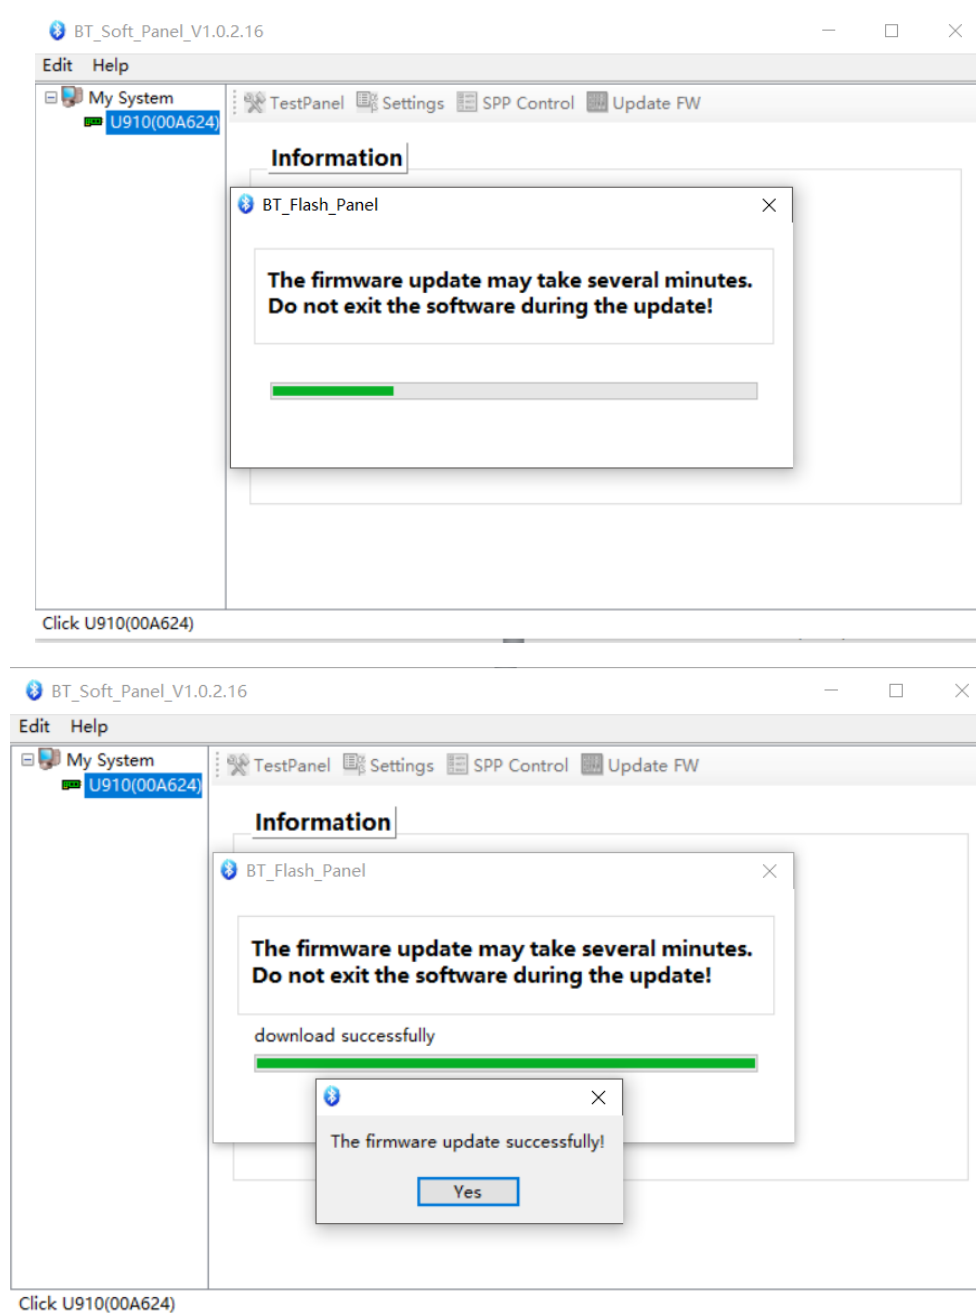 BT_Soft_Panel_V1.0.2.16
Edit Help
My System
U910(00A624)
TestPanel Settings SPP Control Update FW
Information
BT_Flash_Panel
The firmware update may take several minutes.
Do not exit the software during the update!
Click U910(00A624)
BT_Soft_Panel_V1.0.2.16
Edit Help
My System
U910(00A624)
TestPanel Settings SPP Control Update FW
Information
BT_Flash_Panel
The firmware update may take several minutes.
Do not exit the software during the update!
download successfully
The firmware update successfully!
Yes
Click U910(00A624)